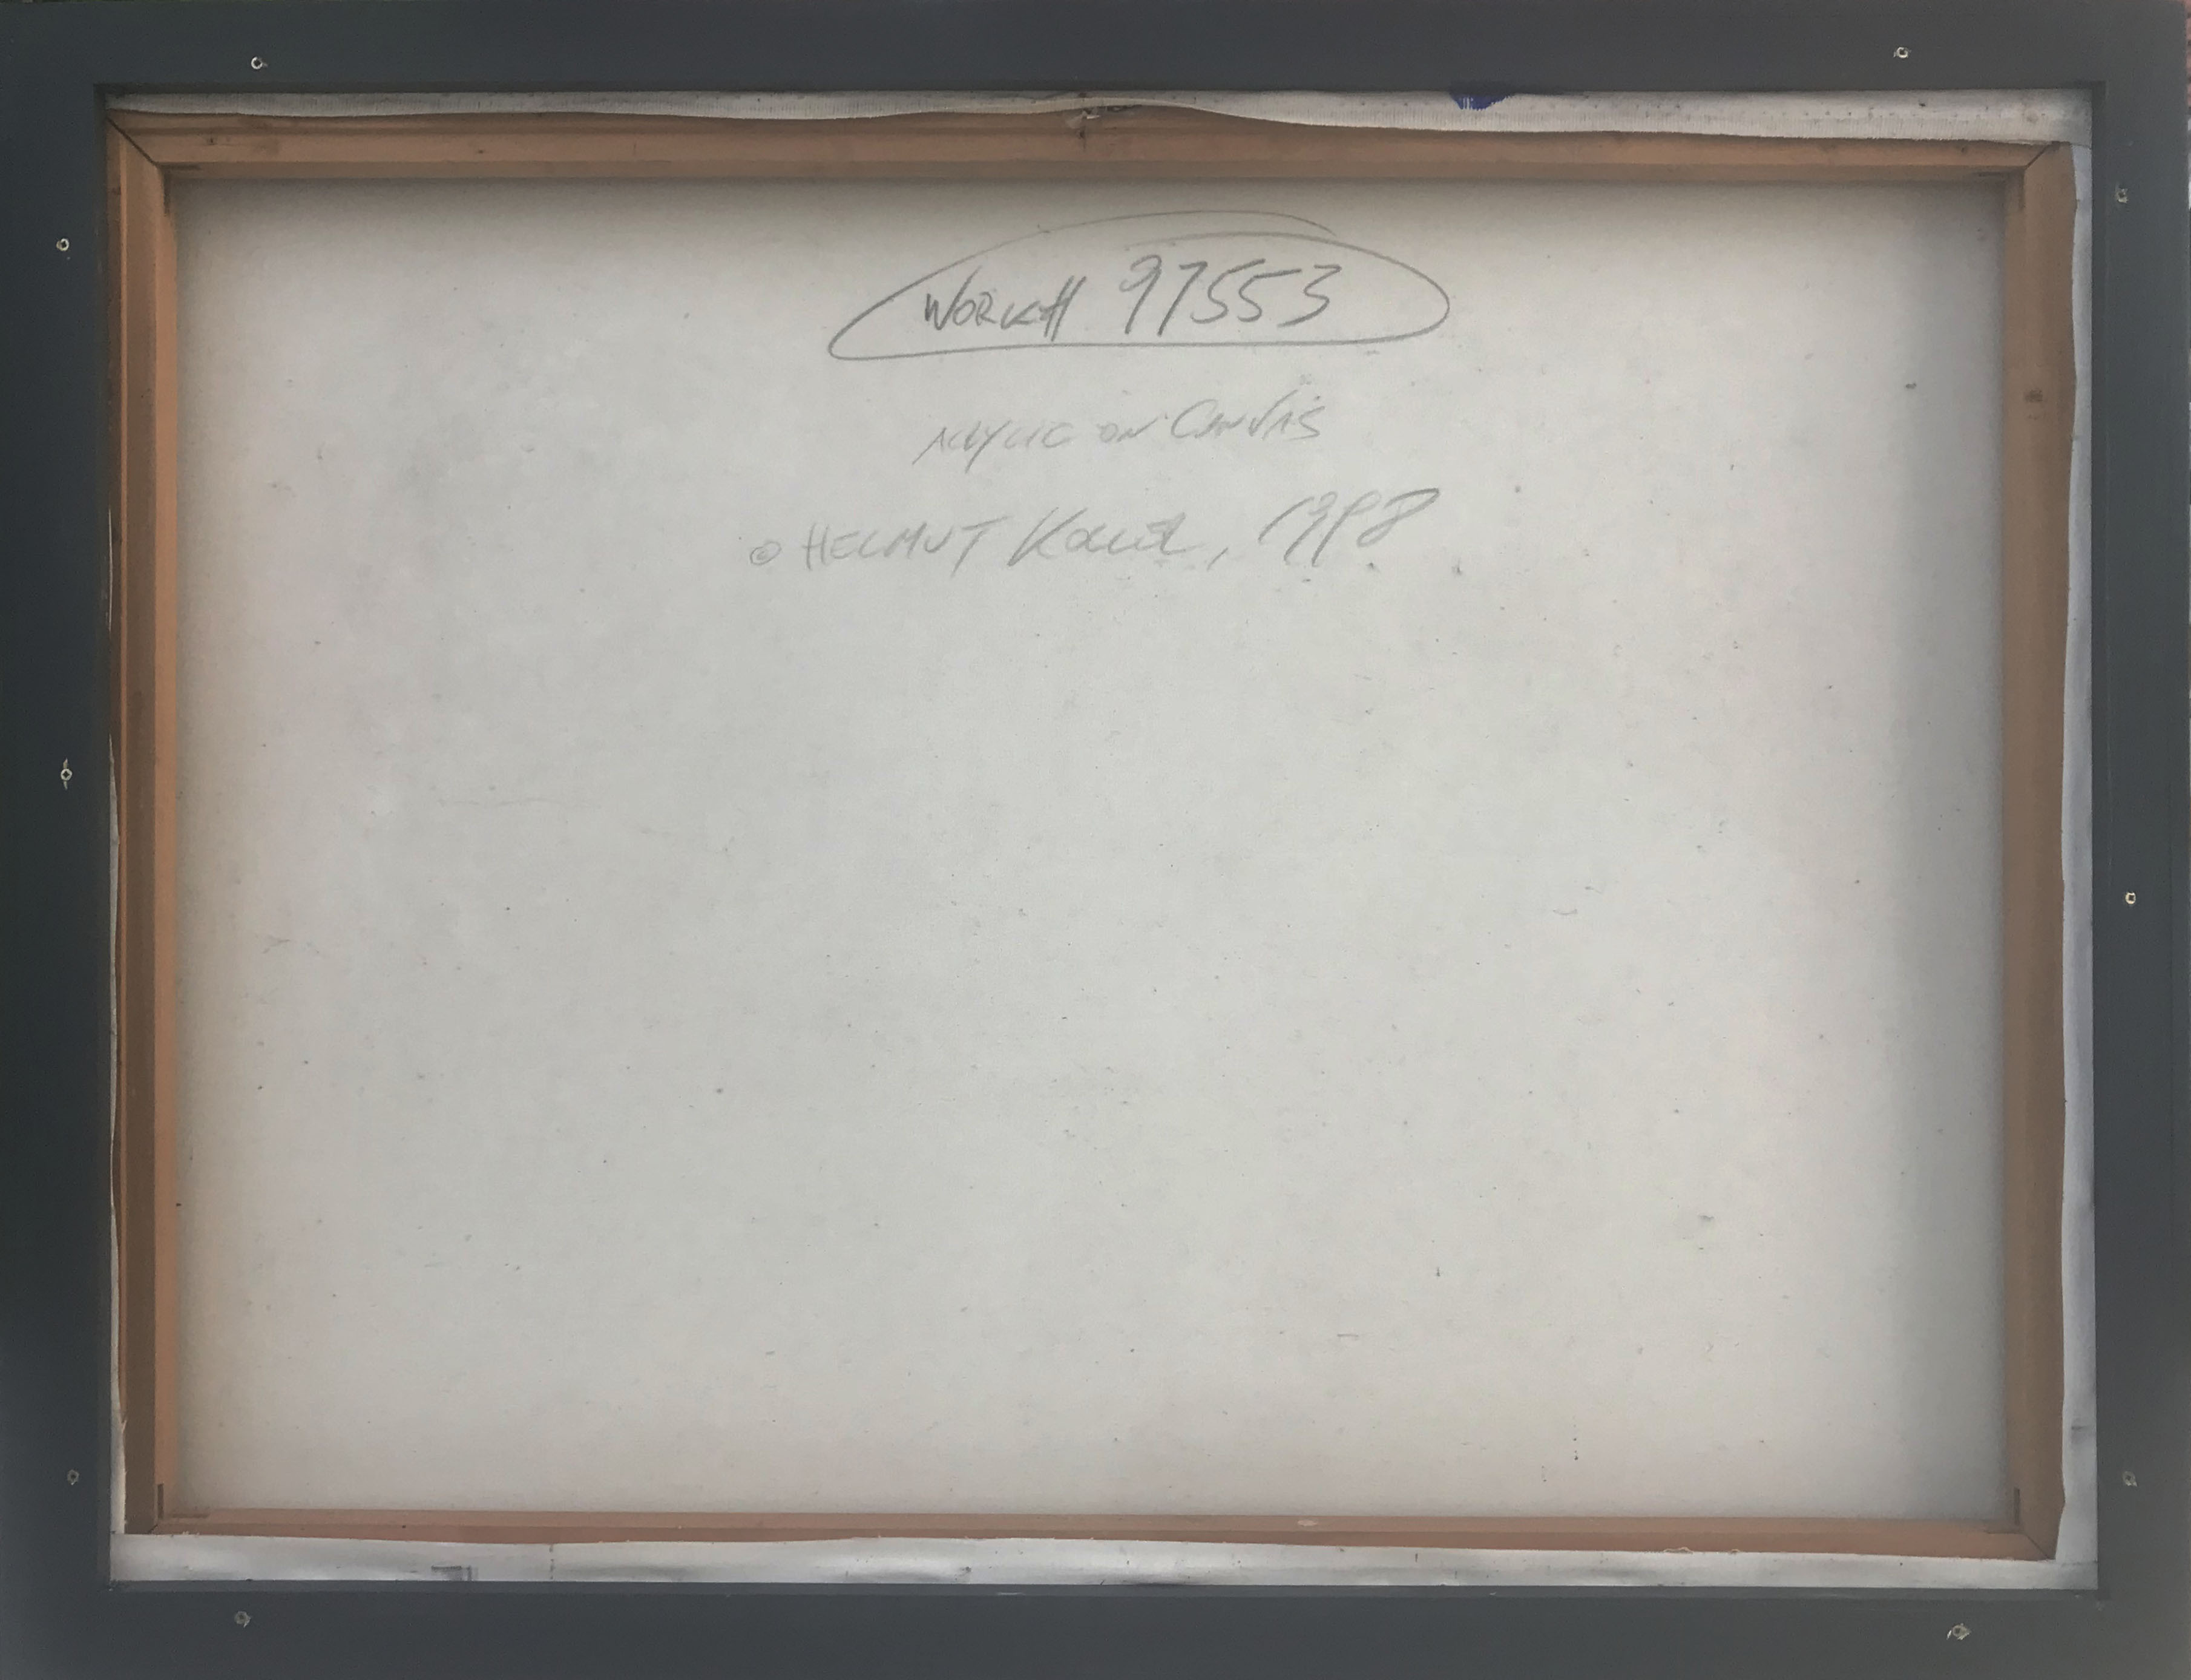 WORK# 97553
ACRYLIC ON CANVAS
© HELMUT KOLLER, 1998